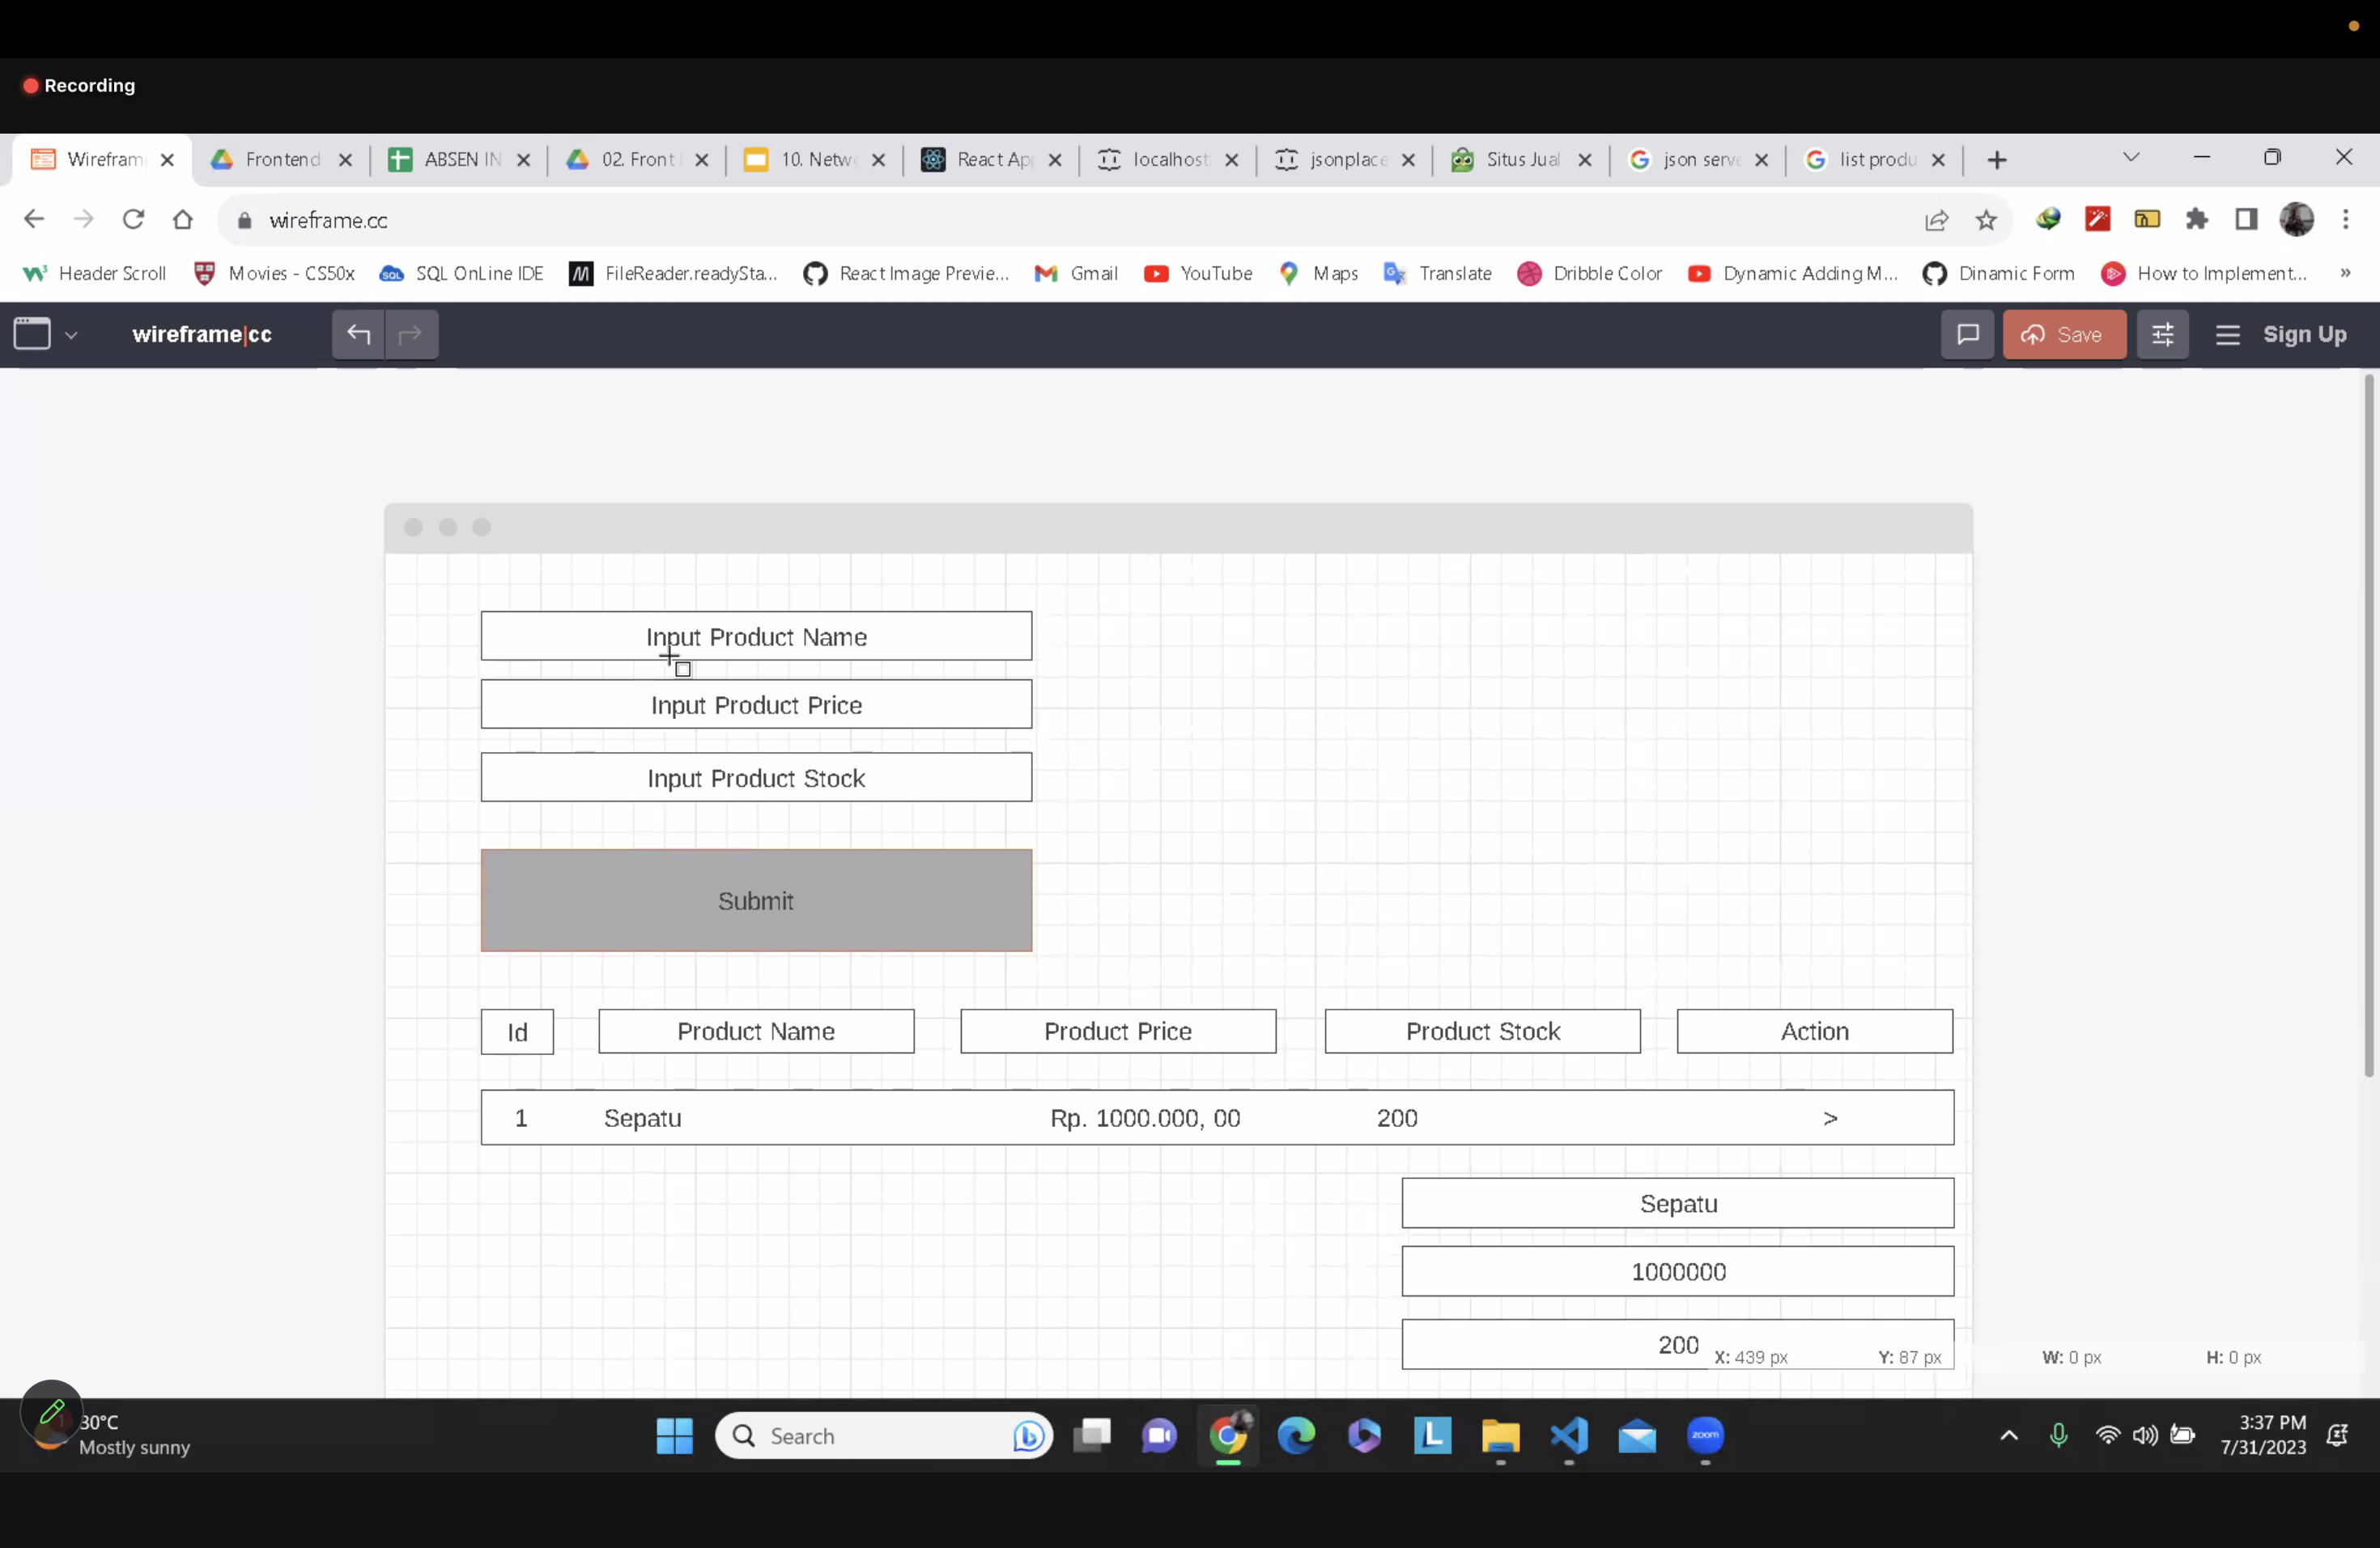 Recording
Wirefram
Frontend
ABSEN IN
02. Front
10. Netw
React Ap
localhost
jsonplace
Situs Jual
json serve
list produ
wireframe.cc
Header Scroll
Movies - CS50x
SQL OnLine IDE
FileReader.readySta...
React Image Previe...
Gmail
YouTube
Maps
Translate
Dribble Color
Dynamic Adding M...
Dinamic Form
How to Implement...
»
wireframe|cc
Save
Sign Up
Input Product Name
Input Product Price
Input Product Stock
Submit
Id
Product Name
Product Price
Product Stock
Action
1 Sepatu Rp. 1000.000, 00 200 >
Sepatu
1000000
200
X: 439 px Y: 87 px W: 0 px H: 0 px
30°C
Mostly sunny
Search
zoom
3:37 PM
7/31/2023